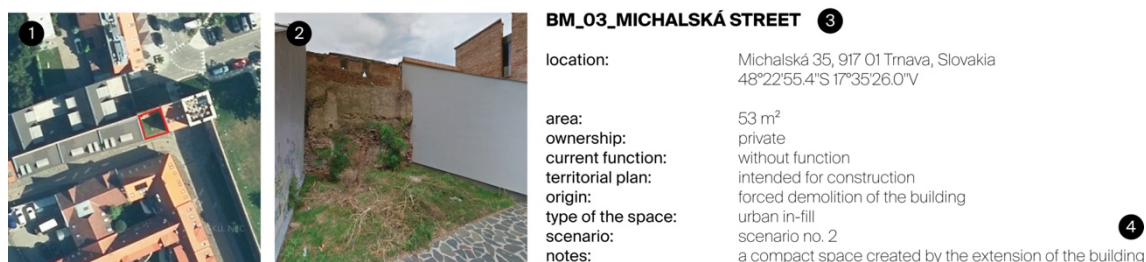 1
2
BM_03_MICHALSKÁ STREET 3
location: Michalská 35, 917 01 Trnava, Slovakia
48°22'55.4"S 17°35'26.0"V
area: 53 m²
ownership: private
current function: without function
territorial plan: intended for construction
origin: forced demolition of the building
type of the space: urban in-fill
scenario: scenario no. 2
4
notes: a compact space created by the extension of the building